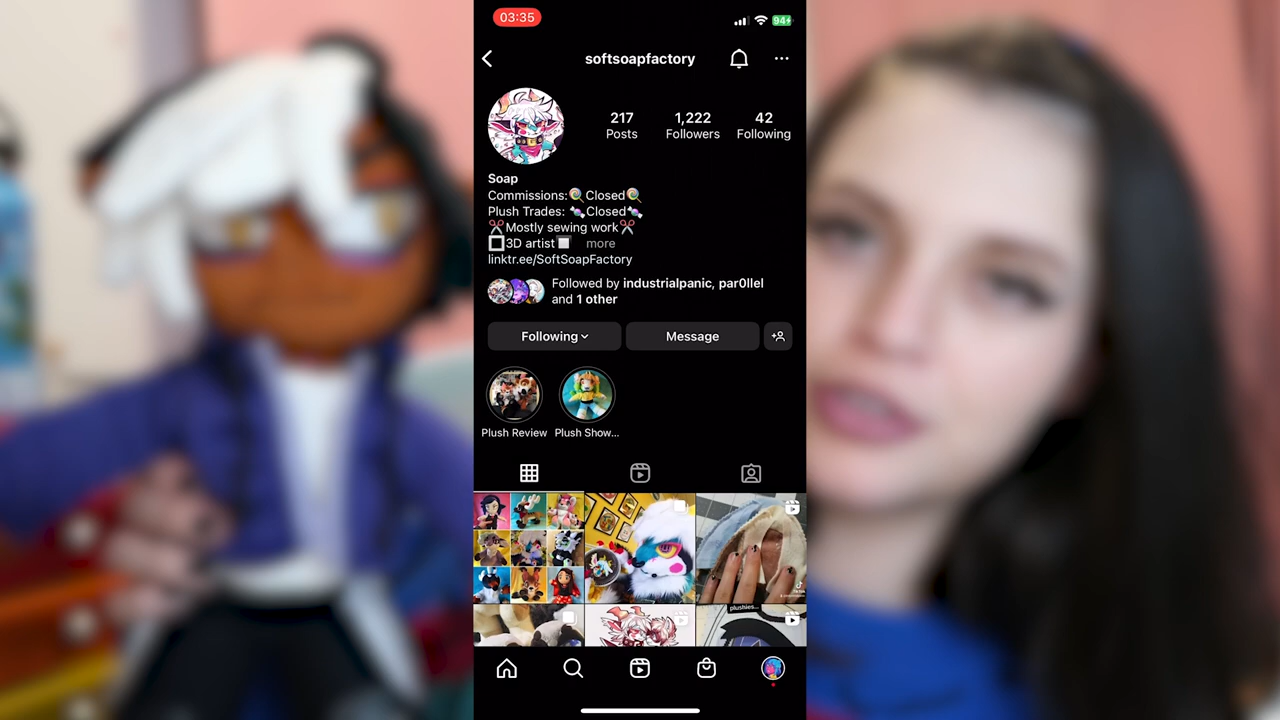 03:35
94
softsoapfactory
217
Posts
1,222
Followers
42
Following
Soap
Commissions:🍭Closed🍭
Plush Trades: 🍬Closed🍬
✂️Mostly sewing work✂️
🔲3D artist🔳 more
linktr.ee/SoftSoapFactory
Followed by industrialpanic, par0llel
and 1 other
Following
Message
Plush Review
Plush Show...
plushies...